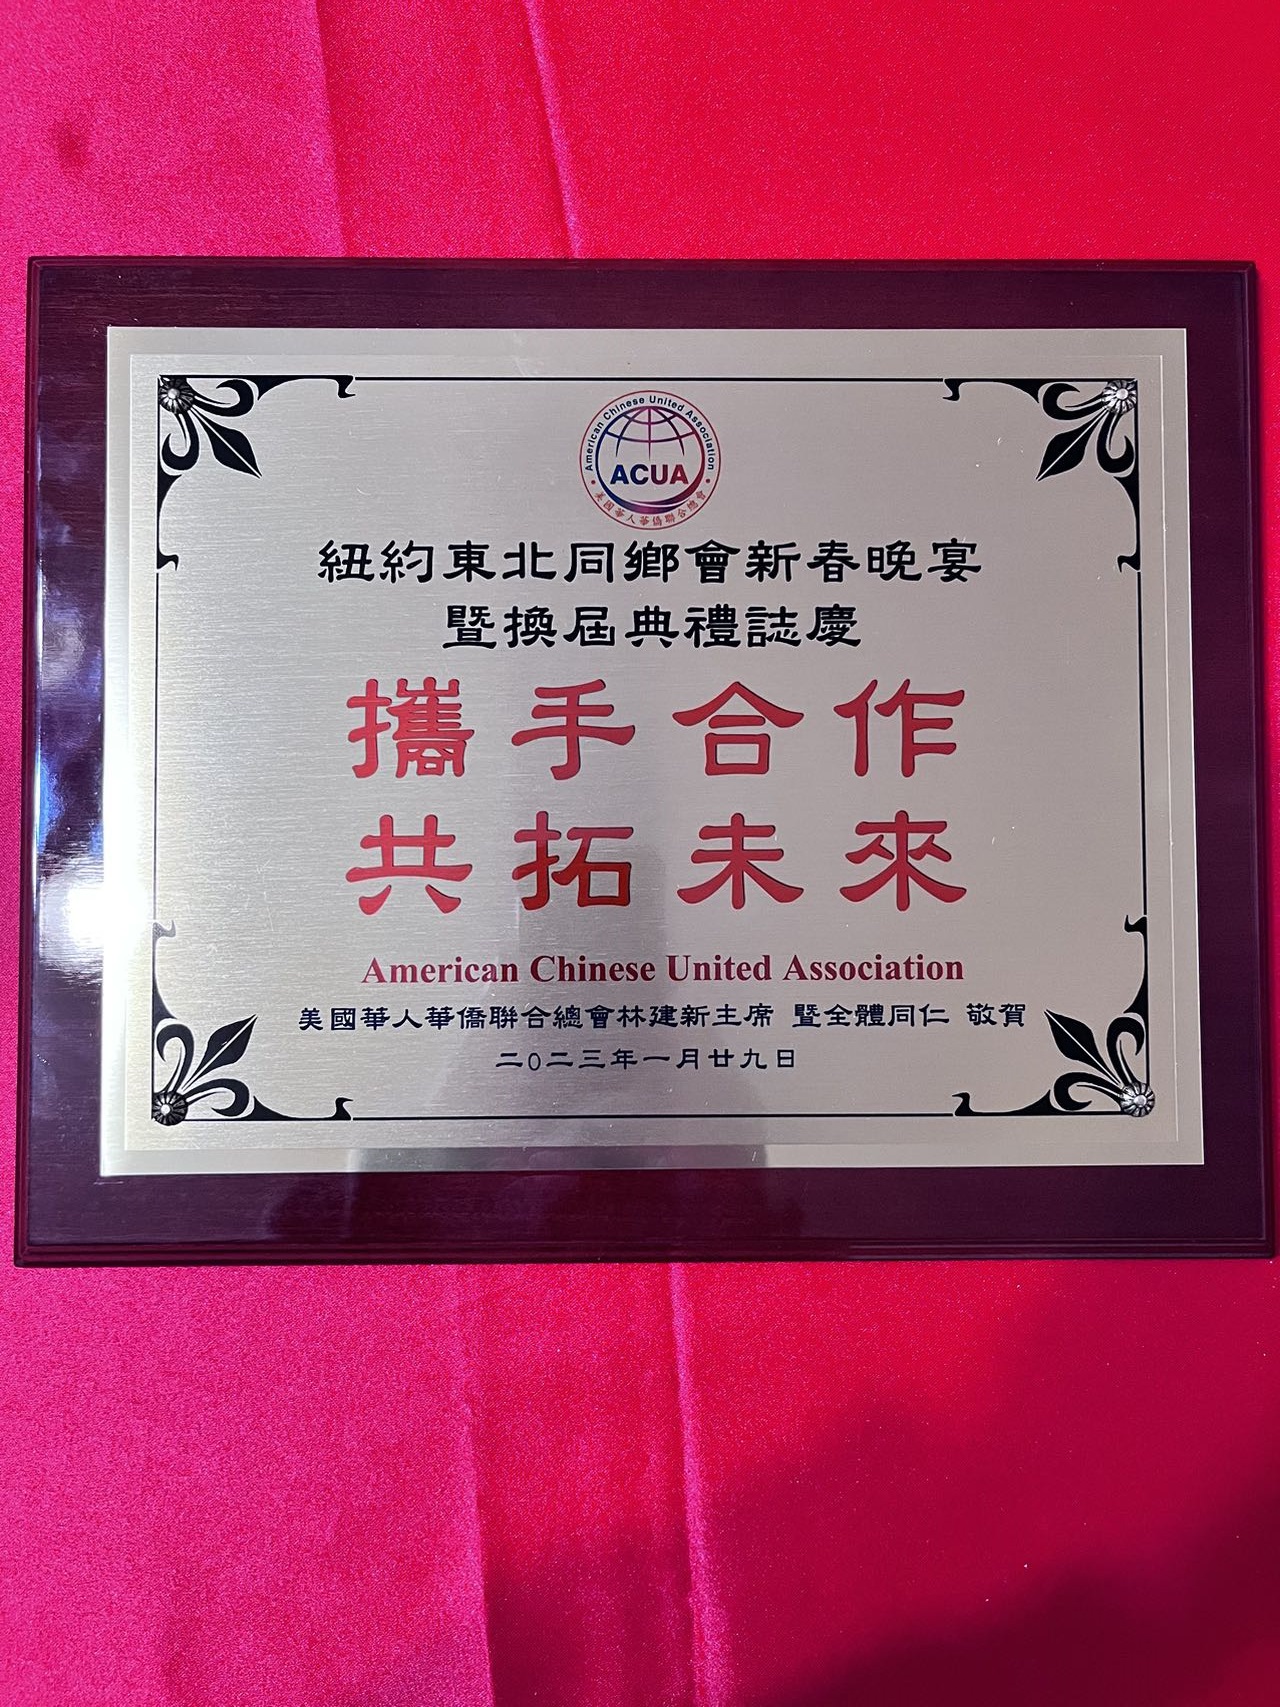 American Chinese United Association
ACUA
美國華人華僑聯合總會
紐約東北同鄉會新春晚宴
暨換屆典禮誌慶
攜手合作
共拓未來
American Chinese United Association
美國華人華僑聯合總會林建新主席 暨全體同仁 敬賀
二0二三年一月廿九日